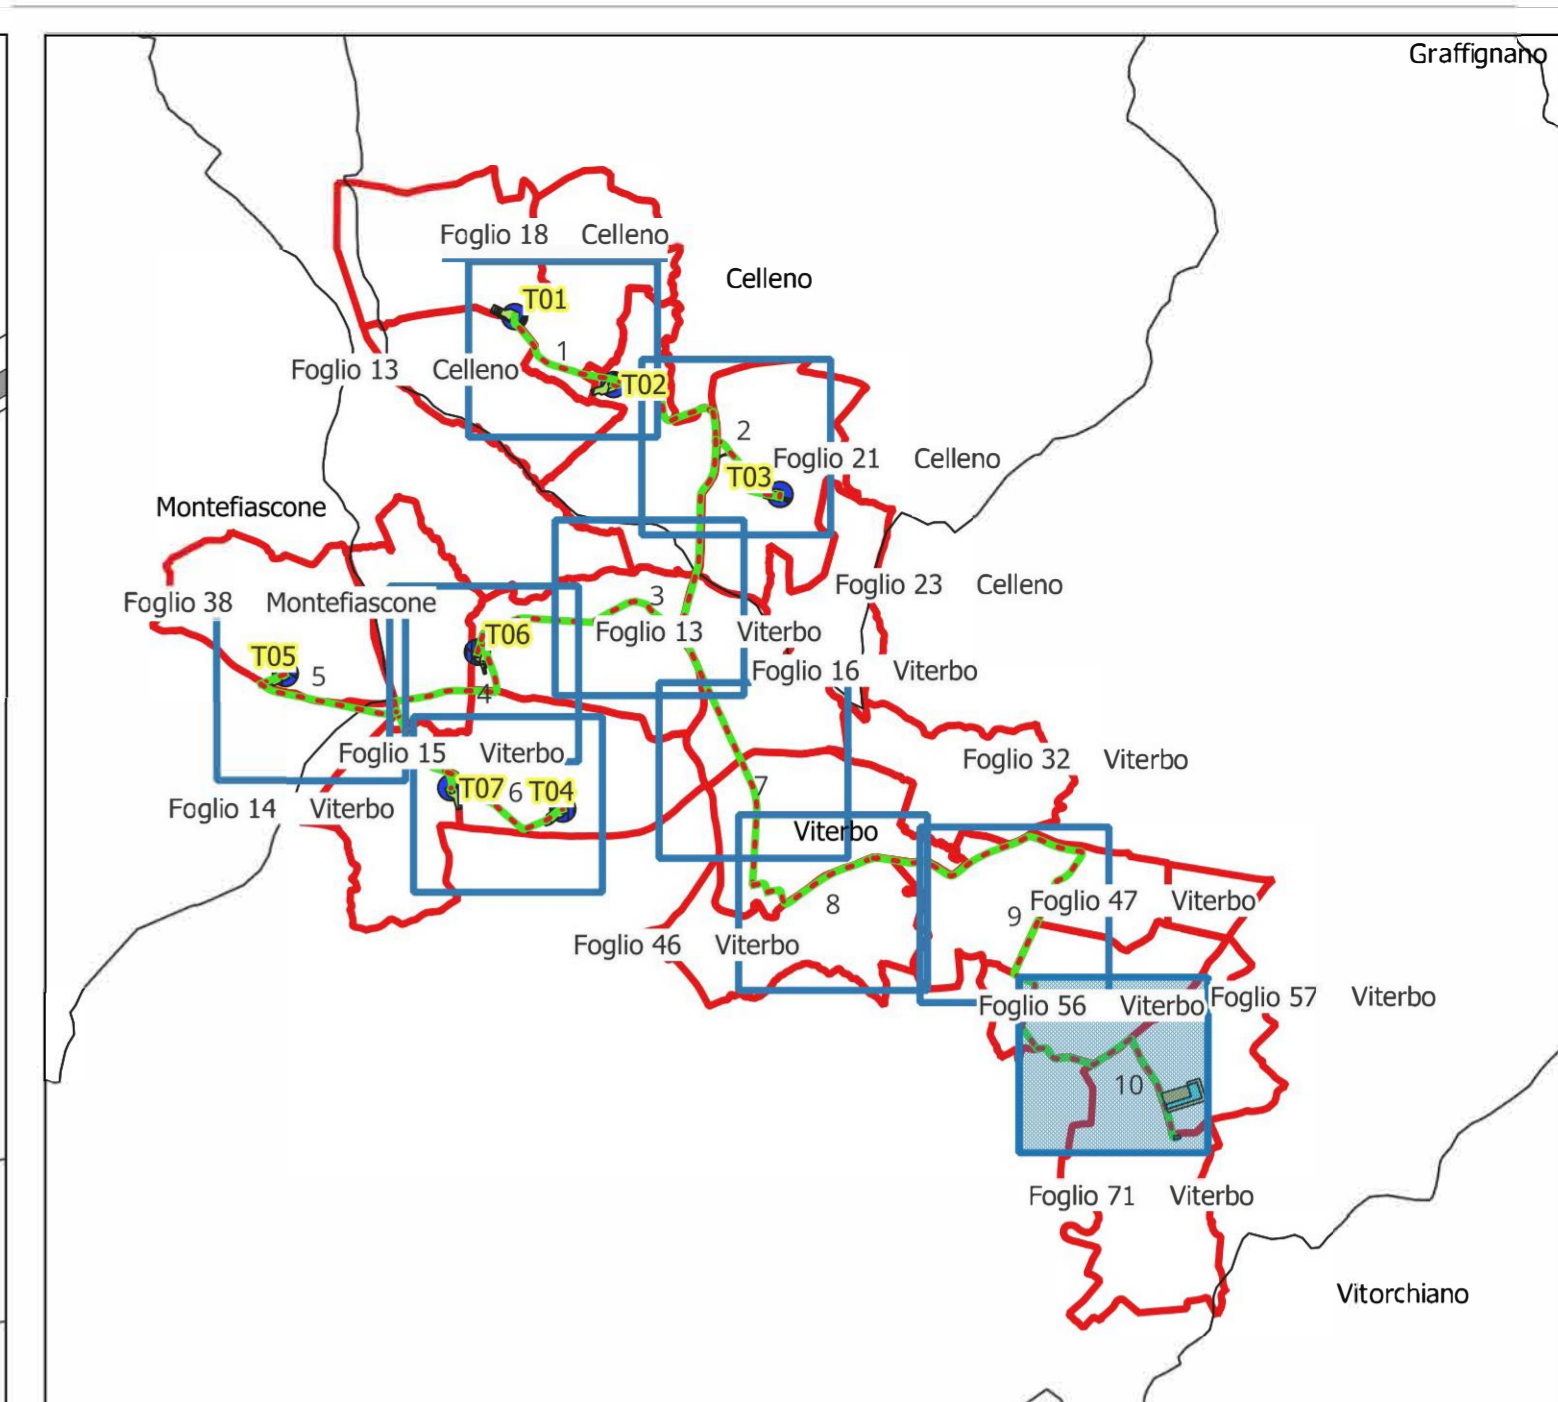 Graffignano
Foglio 18 Celleno
Celleno
T01
1
Foglio 13 Celleno
T02
2
Foglio 21 Celleno
T03
Montefiascone
Foglio 23 Celleno
3
Foglio 38 Montefiascone
T06
Foglio 13 Viterbo
T05
5
Foglio 16 Viterbo
4
Foglio 15 Viterbo
Foglio 32 Viterbo
T07
6
T04
7
Foglio 14 Viterbo
Viterbo
8
Foglio 47 Viterbo
9
Foglio 46 Viterbo
Foglio 56 Viterbo
Foglio 57 Viterbo
10
Foglio 71 Viterbo
Vitorchiano